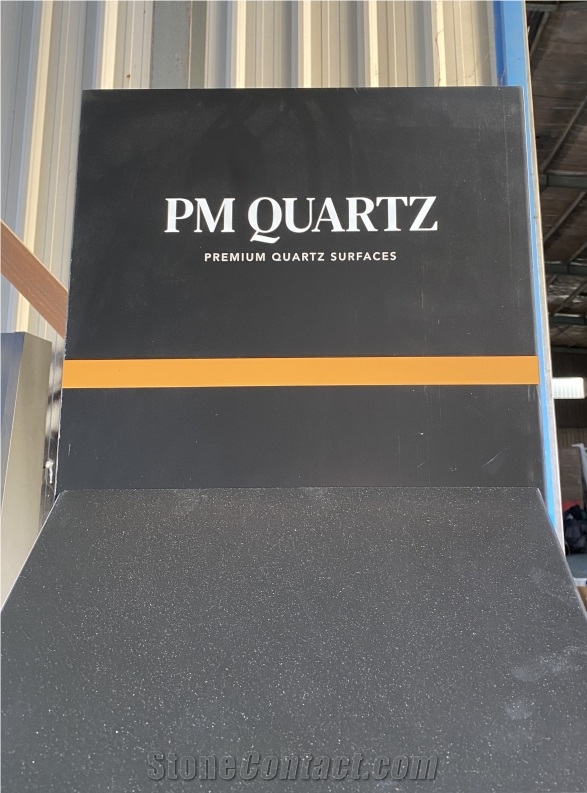 PM QUARTZ
PREMIUM QUARTZ SURFACES
StoneContact.com